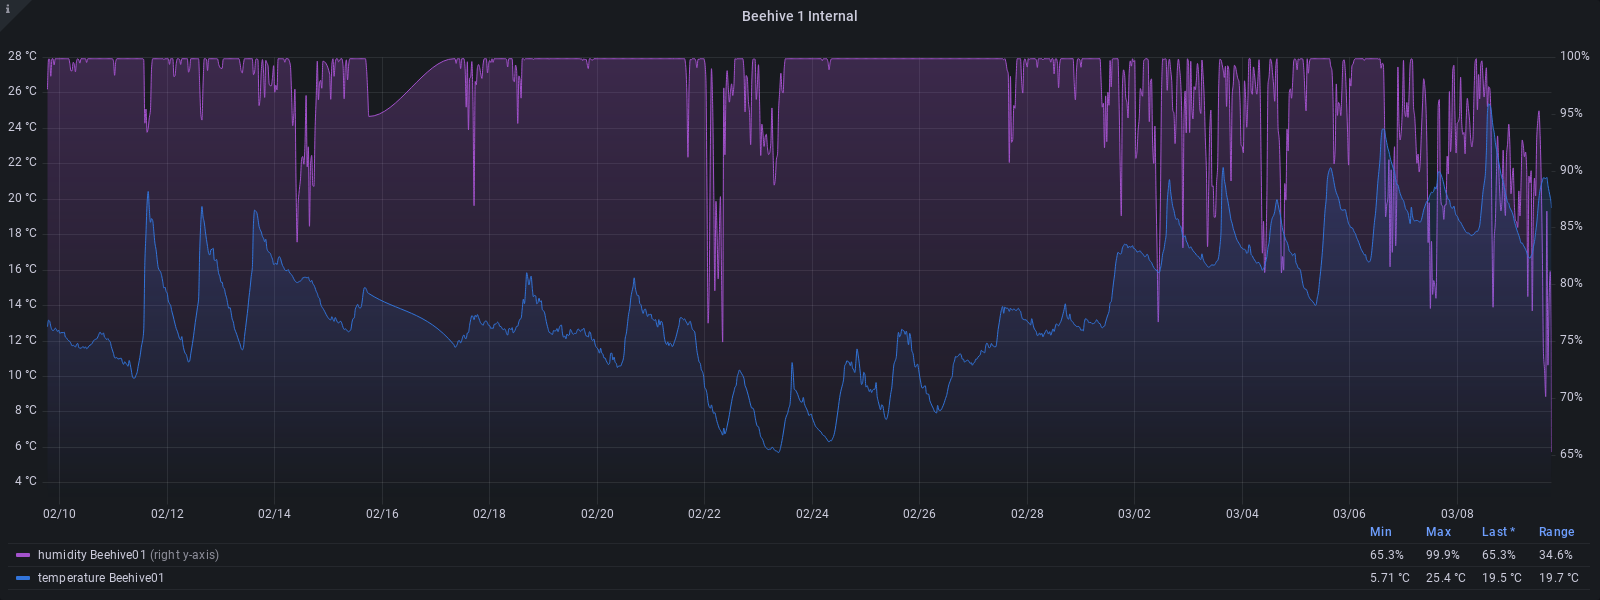 i
Beehive 1 Internal
28 °C 100%
26 °C 95%
24 °C 90%
22 °C 85%
20 °C 80%
18 °C 75%
16 °C 70%
14 °C 65%
12 °C
10 °C
8 °C
6 °C
4 °C
02/10 02/12 02/14 02/16 02/18 02/20 02/22 02/24 02/26 02/28 03/02 03/04 03/06 03/08
Min Max Last * Range
humidity Beehive01 (right y-axis) 65.3% 99.9% 65.3% 34.6%
temperature Beehive01 5.71 °C 25.4 °C 19.5 °C 19.7 °C